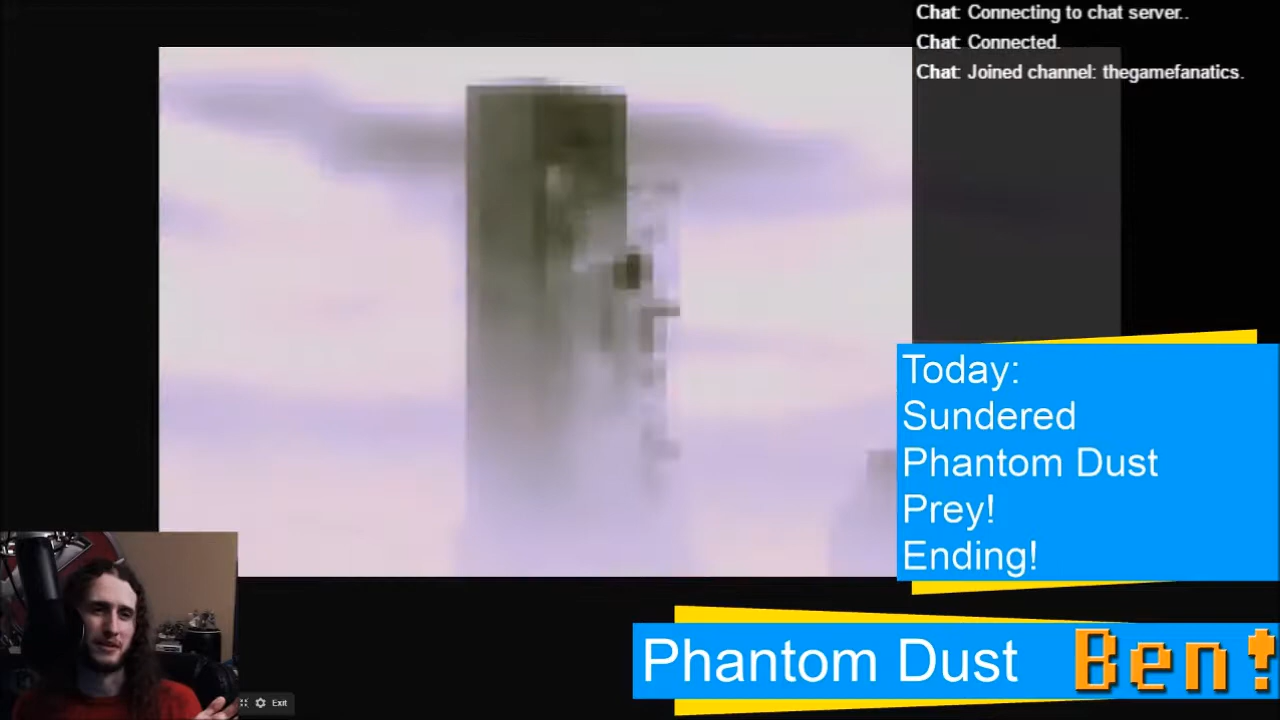 Chat: Connecting to chat server..
Chat: Connected.
Chat: Joined channel: thegamefanatics.
Today:
Sundered
Phantom Dust
Prey!
Ending!
Phantom Dust Ben!
Exit